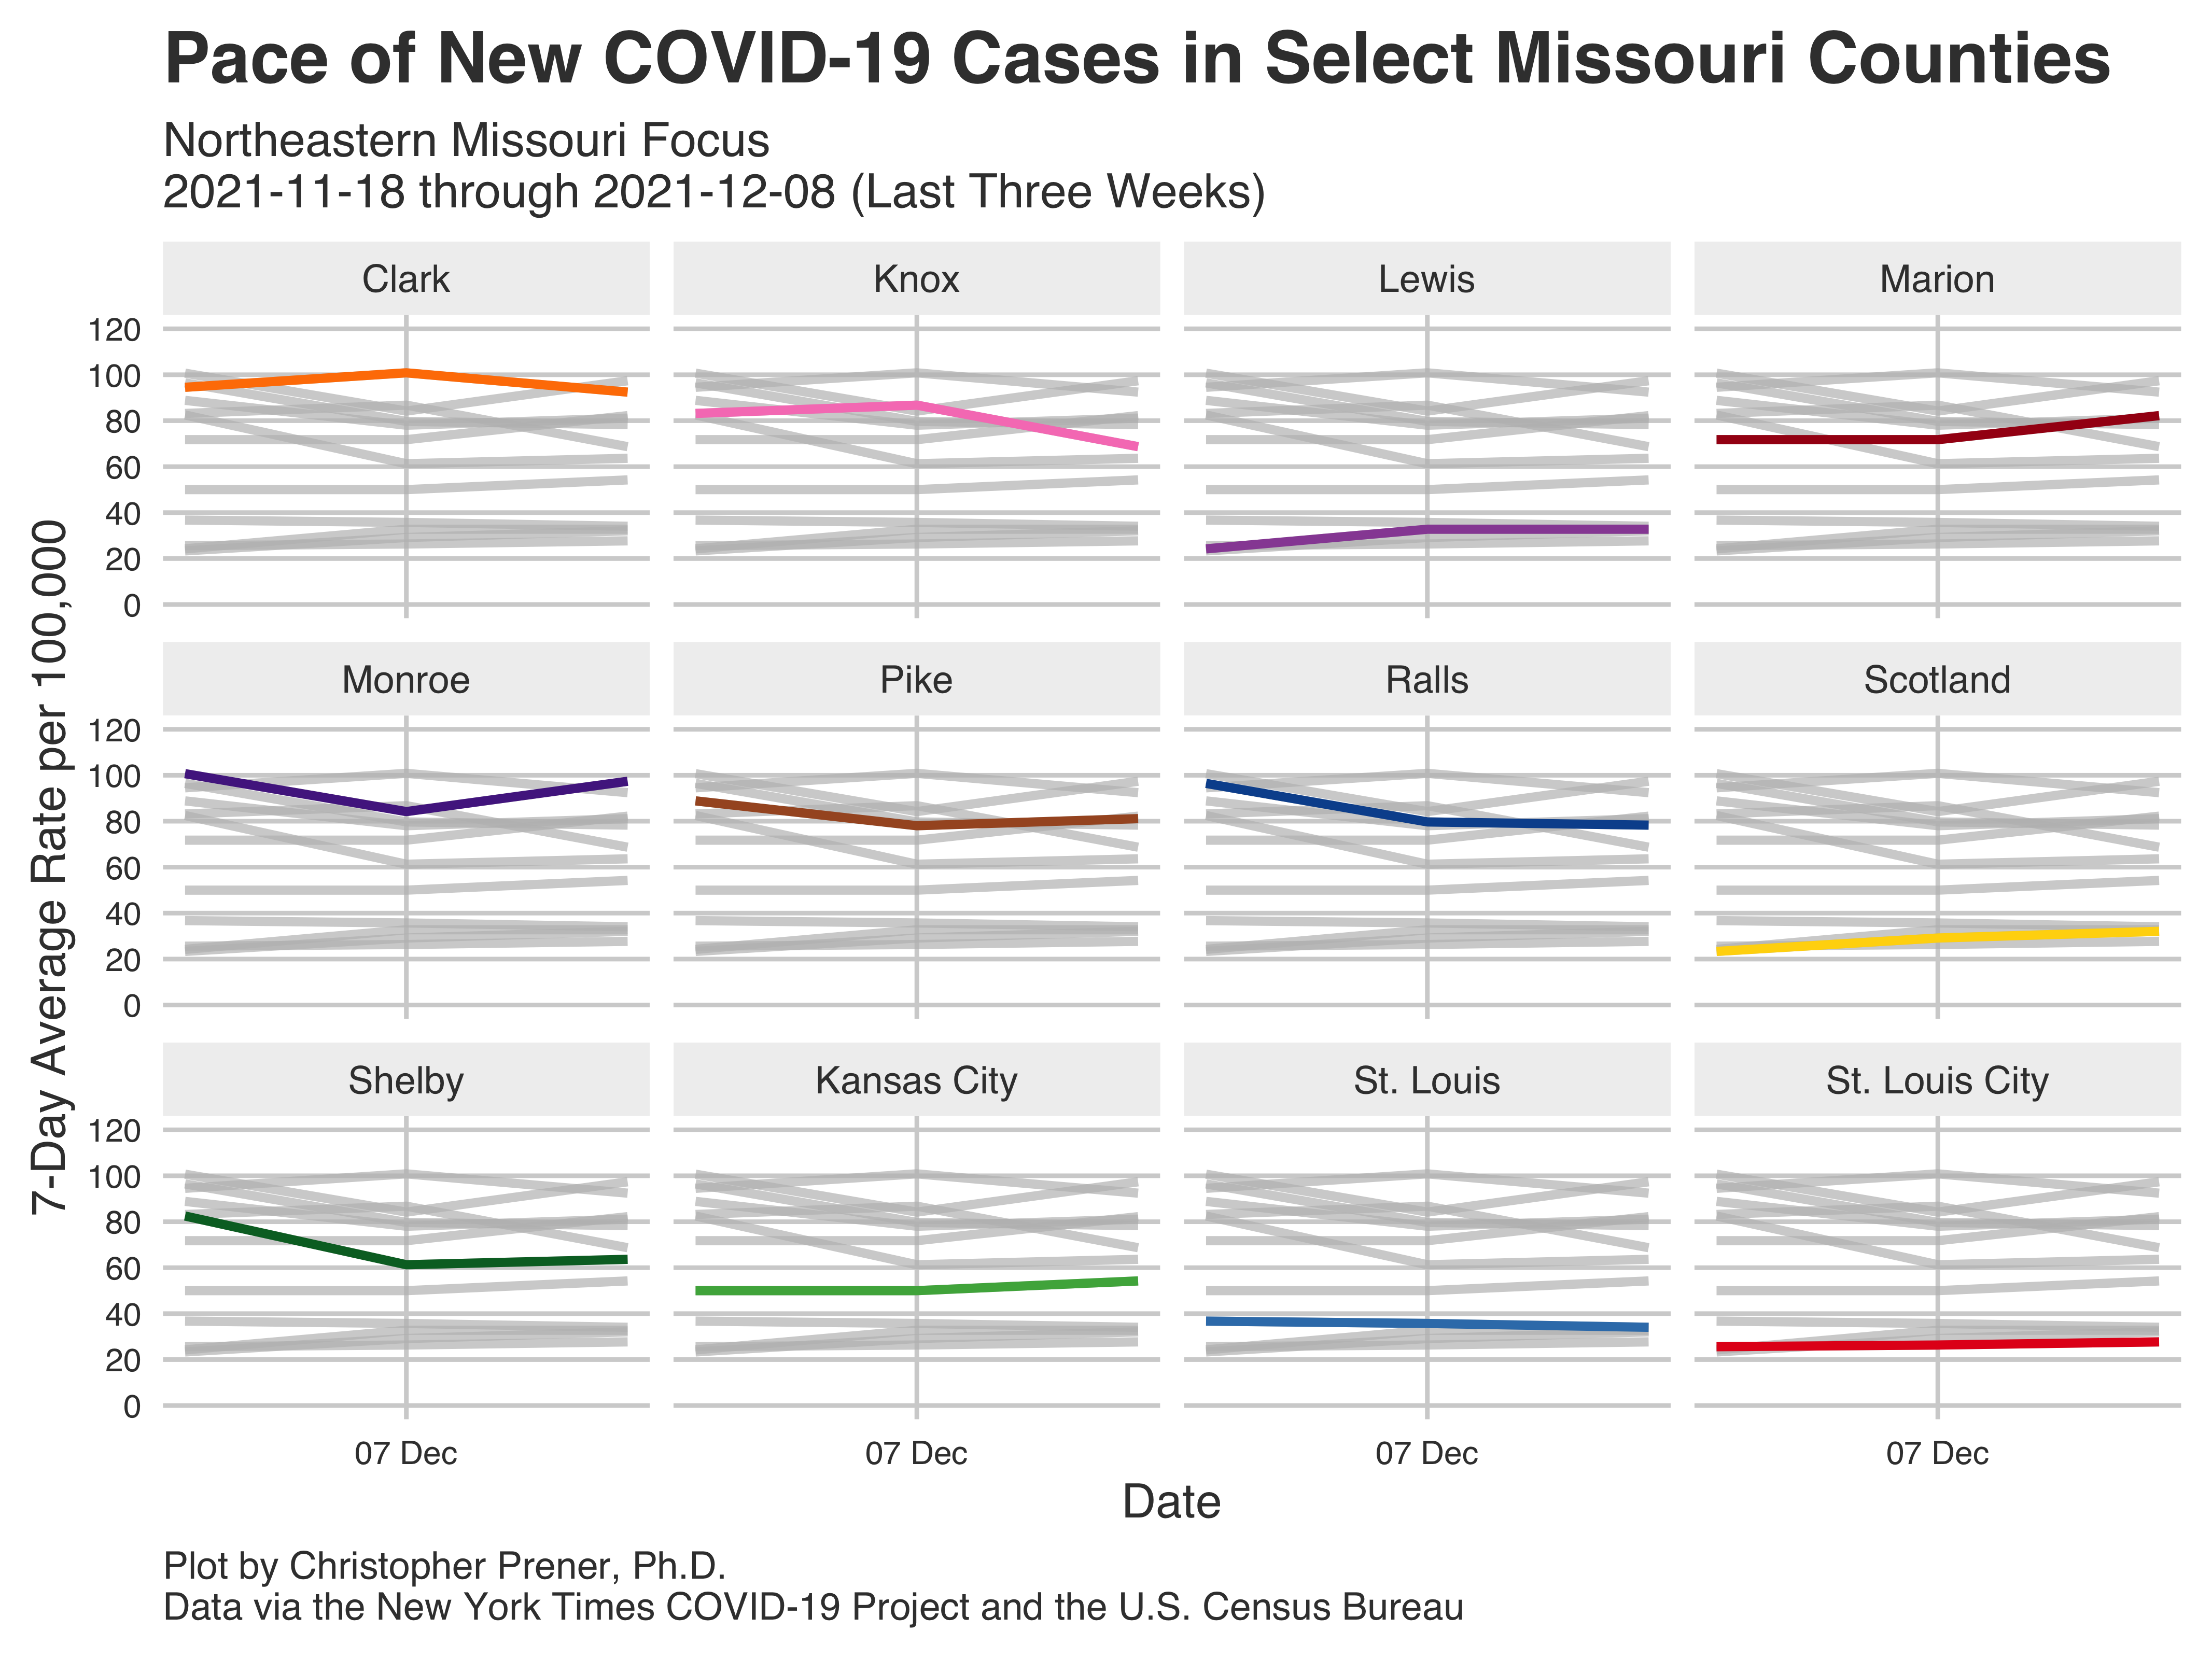 Pace of New COVID-19 Cases in Select Missouri Counties
Northeastern Missouri Focus
2021-11-18 through 2021-12-08 (Last Three Weeks)
7-Day Average Rate per 100,000
Clark
Knox
Lewis
Marion
120
100
80
60
40
20
0
Monroe
Pike
Ralls
Scotland
120
100
80
60
40
20
0
Shelby
Kansas City
St. Louis
St. Louis City
120
100
80
60
40
20
0
07 Dec
07 Dec
07 Dec
07 Dec
Date
Plot by Christopher Prener, Ph.D.
Data via the New York Times COVID-19 Project and the U.S. Census Bureau